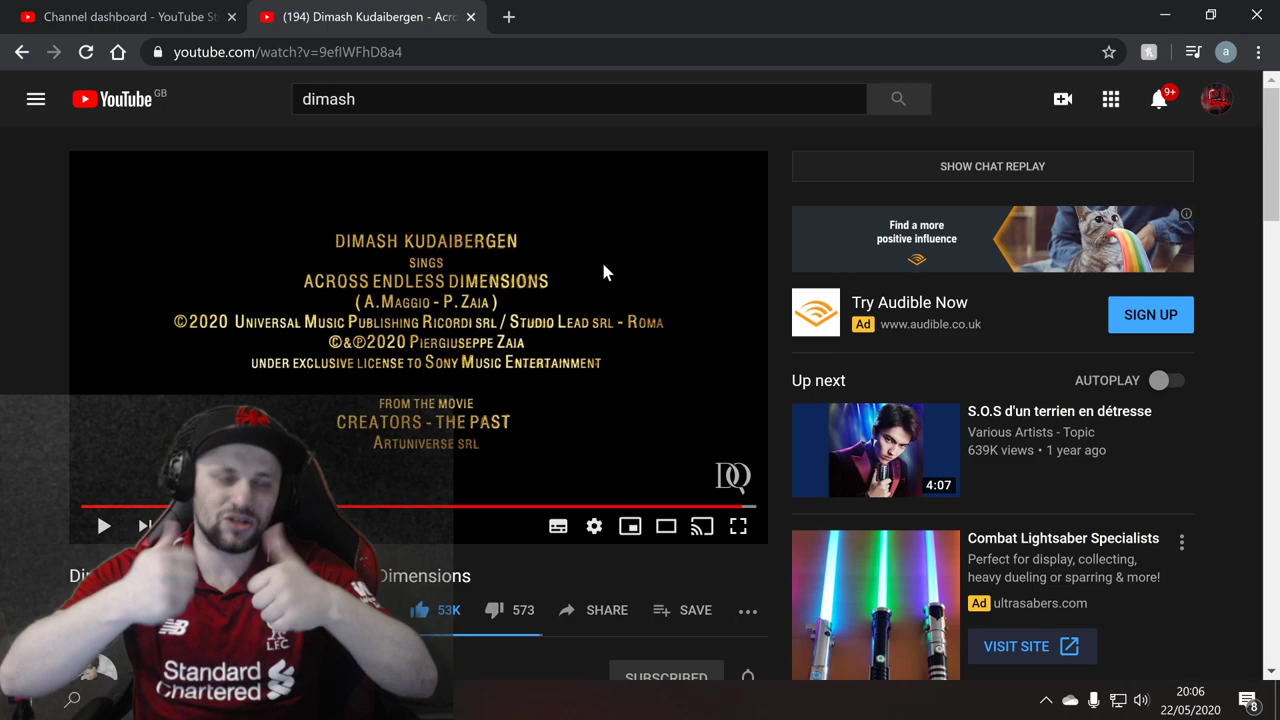 Channel dashboard - YouTube St
(194) Dimash Kudaibergen - Acro
youtube.com/watch?v=9efIWFhD8a4
a
YouTube GB
dimash
9+
SHOW CHAT REPLAY
DIMASH KUDAIBERGEN
SINGS
ACROSS ENDLESS DIMENSIONS
( A.MAGGIO - P. ZAIA )
©2020 UNIVERSAL MUSIC PUBLISHING RICORDI SRL / STUDIO LEAD SRL - ROMA
©&℗2020 PIERGIUSEPPE ZAIA
UNDER EXCLUSIVE LICENSE TO SONY MUSIC ENTERTAINMENT
FROM THE MOVIE
CREATORS - THE PAST
ARTUNIVERSE SRL
DQ
Find a more
positive influence
Try Audible Now
Ad www.audible.co.uk
SIGN UP
Up next
AUTOPLAY
S.O.S d'un terrien en détresse
Various Artists - Topic
639K views • 1 year ago
4:07
Combat Lightsaber Specialists
Perfect for display, collecting,
heavy dueling or sparring & more!
Ad ultrasabers.com
VISIT SITE
Di
Dimensions
53K
573
SHARE
SAVE
SUBSCRIBED
L.F.C.
Standard
Chartered
20:06
22/05/2020
8